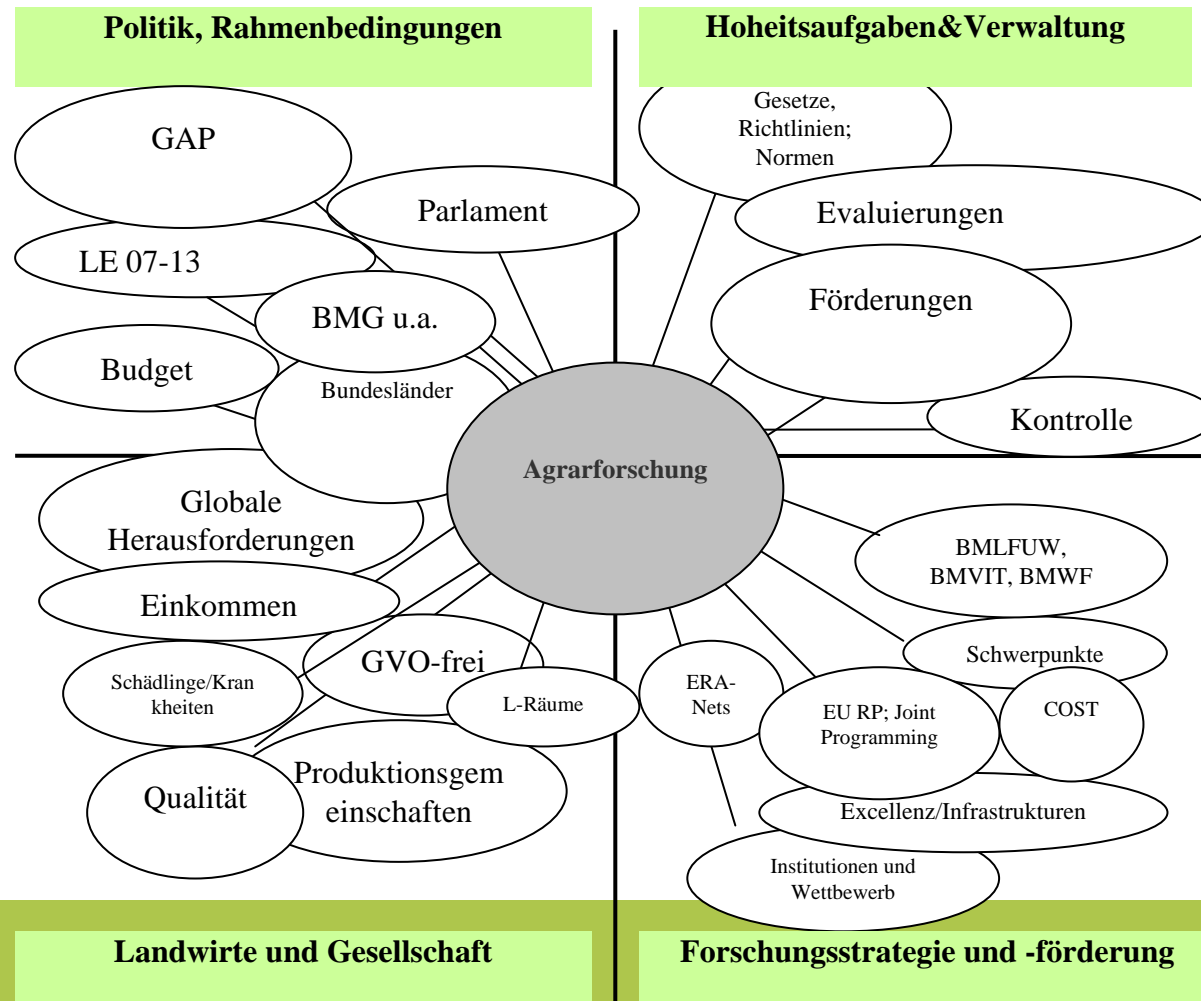 Politik, Rahmenbedingungen
Hoheitsaufgaben&Verwaltung
GAP
Parlament
LE 07-13
BMG u.a.
Budget
Bundesländer
Gesetze,
Richtlinien;
Normen
Evaluierungen
Förderungen
Kontrolle
Agrarforschung
Globale
Herausforderungen
Einkommen
GVO-frei
Schädlinge/Kran
kheiten
L-Räume
Qualität
Produktionsgem
einschaften
BMLFUW,
BMVIT, BMWF
Schwerpunkte
ERA-
Nets
EU RP; Joint
Programming
COST
Excellenz/Infrastrukturen
Institutionen und
Wettbewerb
Landwirte und Gesellschaft
Forschungsstrategie und -förderung